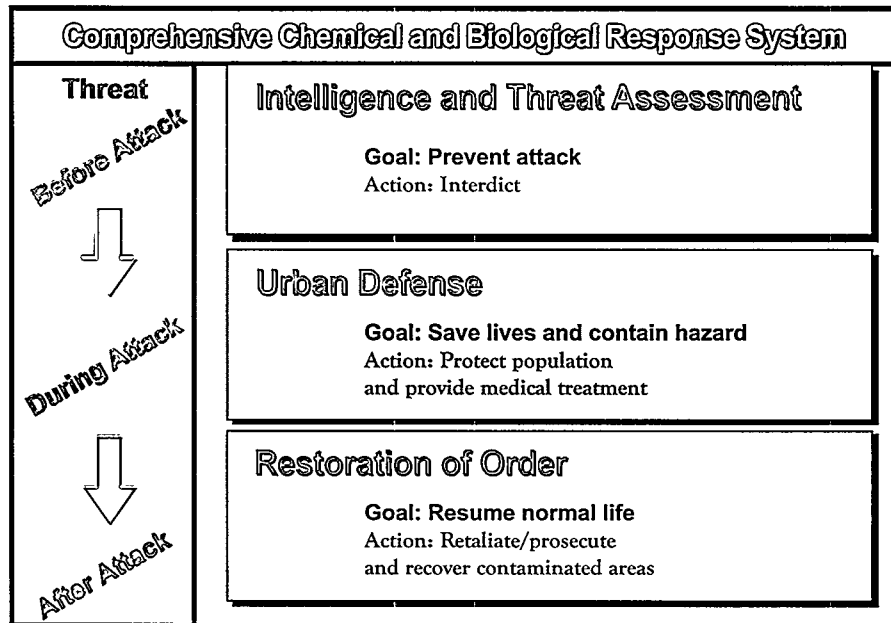 Comprehensive Chemical and Biological Response System
Threat
Before Attack
Intelligence and Threat Assessment
Goal: Prevent attack
Action: Interdict
During Attack
Urban Defense
Goal: Save lives and contain hazard
Action: Protect population
and provide medical treatment
After Attack
Restoration of Order
Goal: Resume normal life
Action: Retaliate/prosecute
and recover contaminated areas